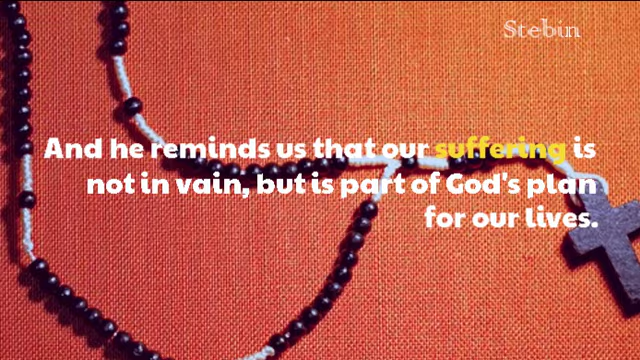 Stebin
And he reminds us that our suffering is
not in vain, but is part of God's plan
for our lives.